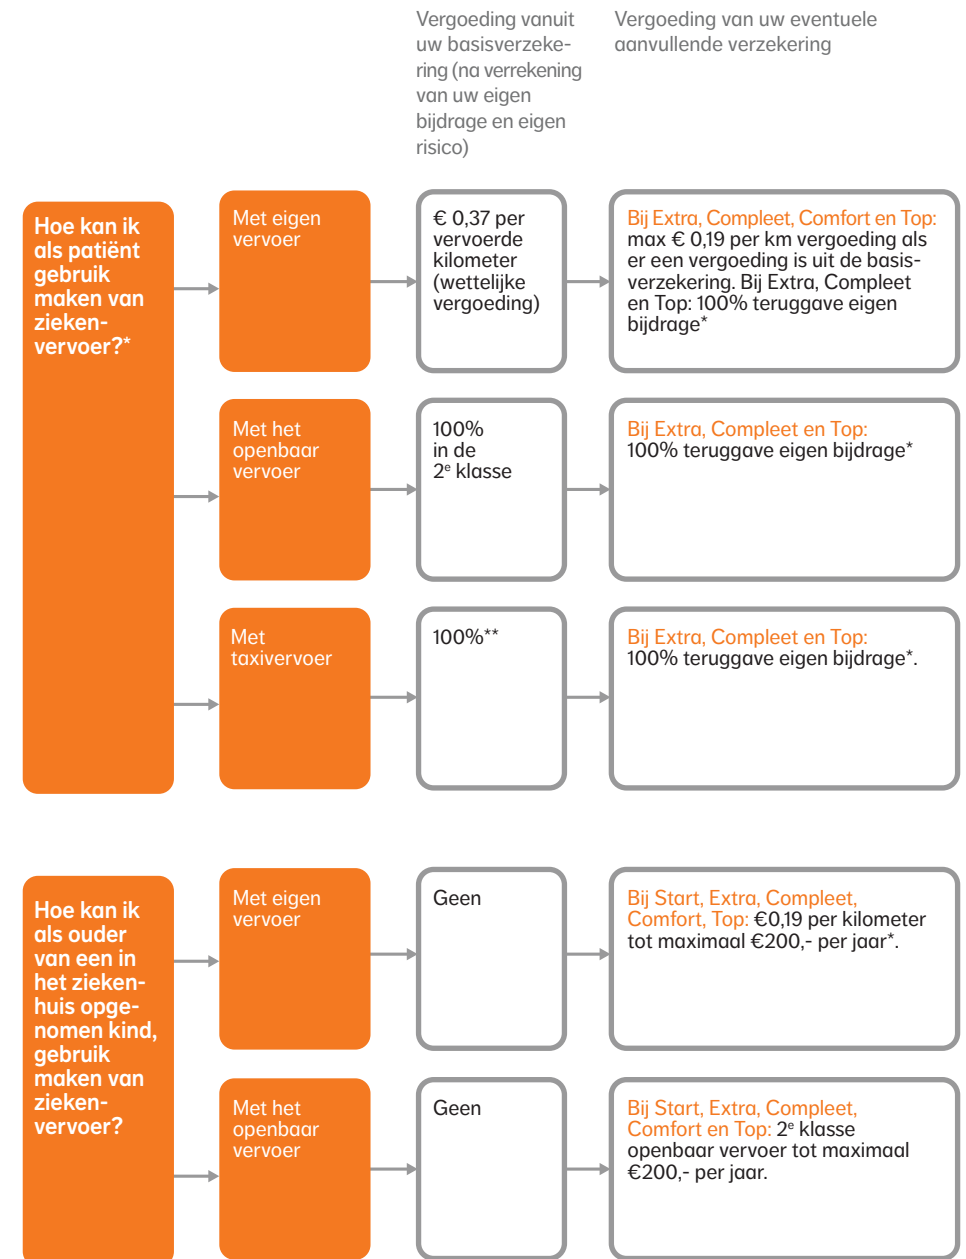 Vergoeding vanuit
uw basisverzeke-
ring (na verrekening
van uw eigen
bijdrage en eigen
risico)
Vergoeding van uw eventuele
aanvullende verzekering
Hoe kan ik
als patiënt
gebruik
maken van
zieken-
vervoer?*
Met eigen
vervoer
€ 0,37 per
vervoerde
kilometer
(wettelijke
vergoeding)
Bij Extra, Compleet, Comfort en Top:
max € 0,19 per km vergoeding als
er een vergoeding is uit de basis-
verzekering. Bij Extra, Compleet
en Top: 100% teruggave eigen
bijdrage*
Met het
openbaar
vervoer
100%
in de
2e klasse
Bij Extra, Compleet en Top:
100% teruggave eigen bijdrage*
Met
taxivervoer
100%**
Bij Extra, Compleet en Top:
100% teruggave eigen bijdrage*.
Hoe kan ik
als ouder
van een in
het zieken-
huis opge-
nomen kind,
gebruik
maken van
zieken-
vervoer?
Met eigen
vervoer
Geen
Bij Start, Extra, Compleet,
Comfort, Top: €0,19 per kilometer
tot maximaal €200,- per jaar*.
Met het
openbaar
vervoer
Geen
Bij Start, Extra, Compleet,
Comfort en Top: 2e klasse
openbaar vervoer tot maximaal
€200,- per jaar.